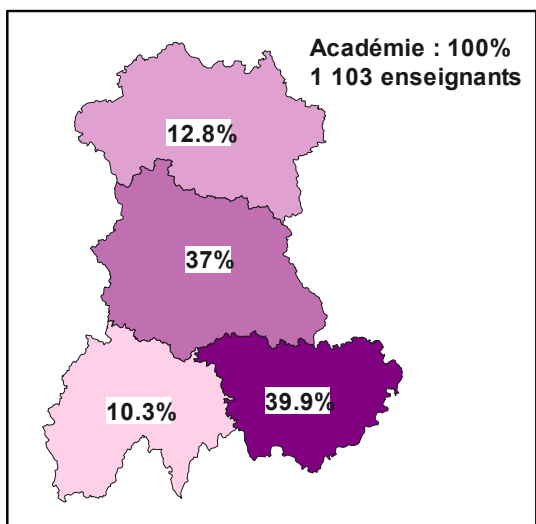 Académie : 100%
1 103 enseignants
12.8%
37%
10.3%
39.9%